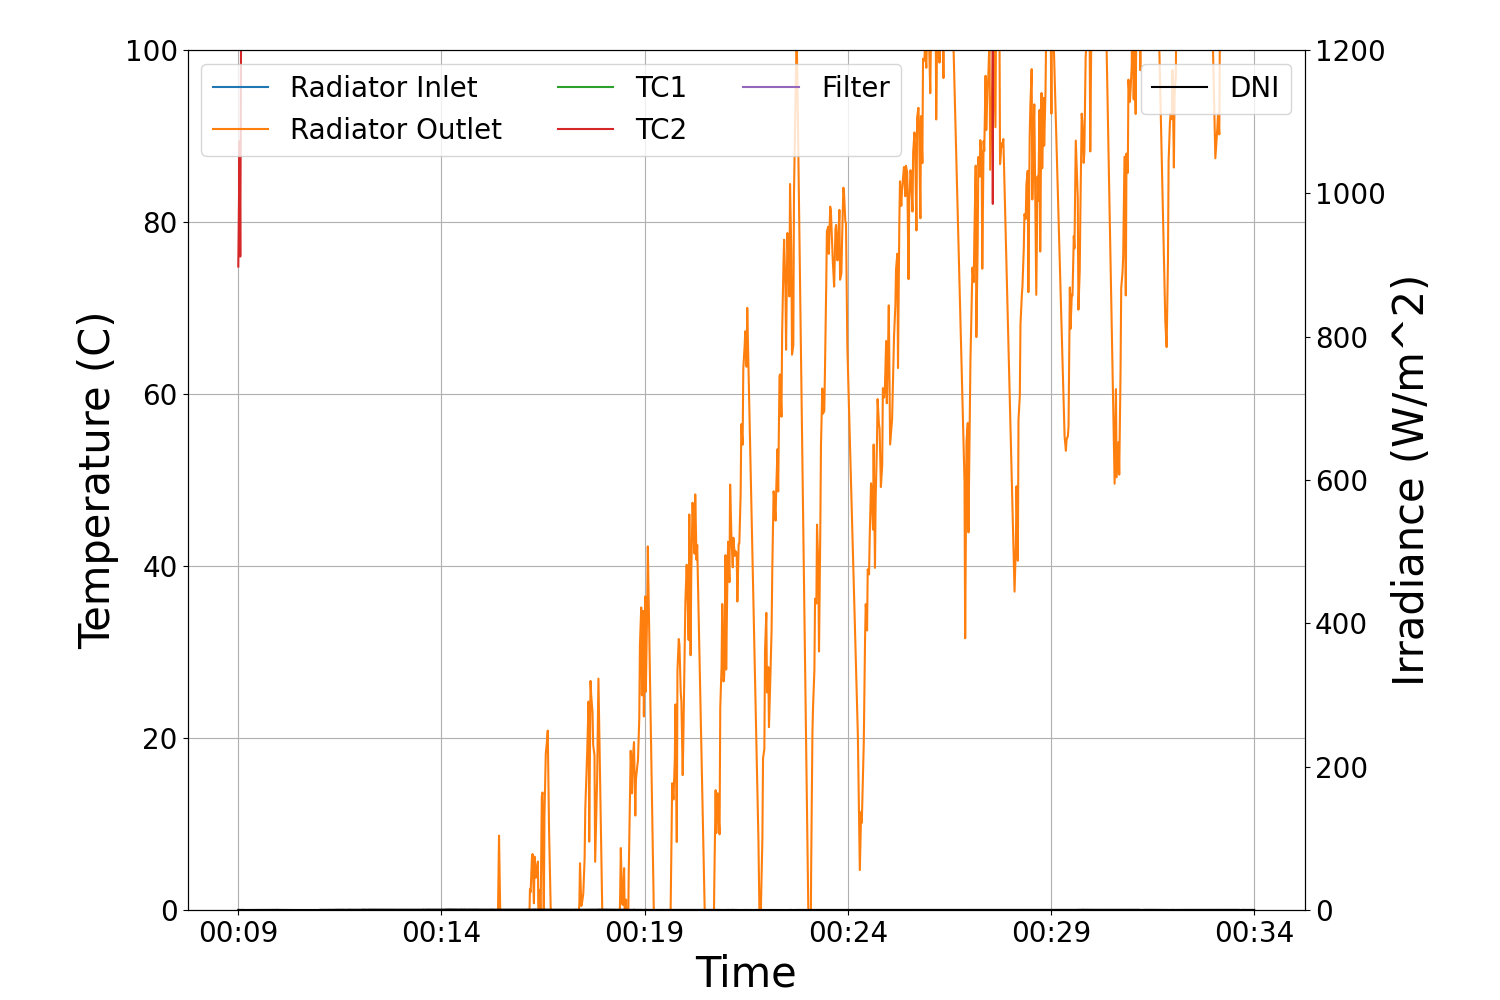 100
80
60
40
20
0
Temperature (C)
Radiator Inlet
Radiator Outlet
TC1
TC2
Filter
DNI
1200
1000
800
600
400
200
0
Irradiance (W/m^2)
00:09 00:14 00:19 00:24 00:29 00:34
Time